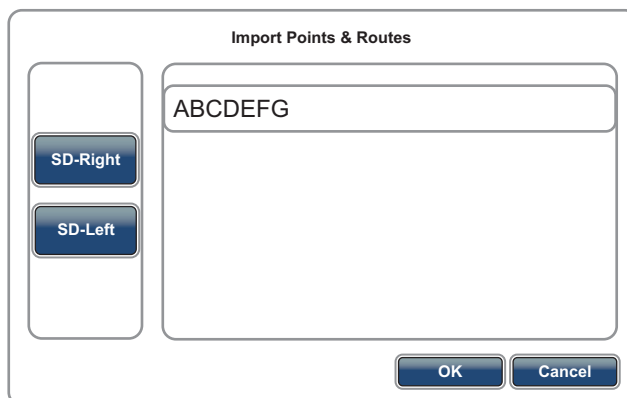 Import Points & Routes
ABCDEFG
SD-Right
SD-Left
OK
Cancel